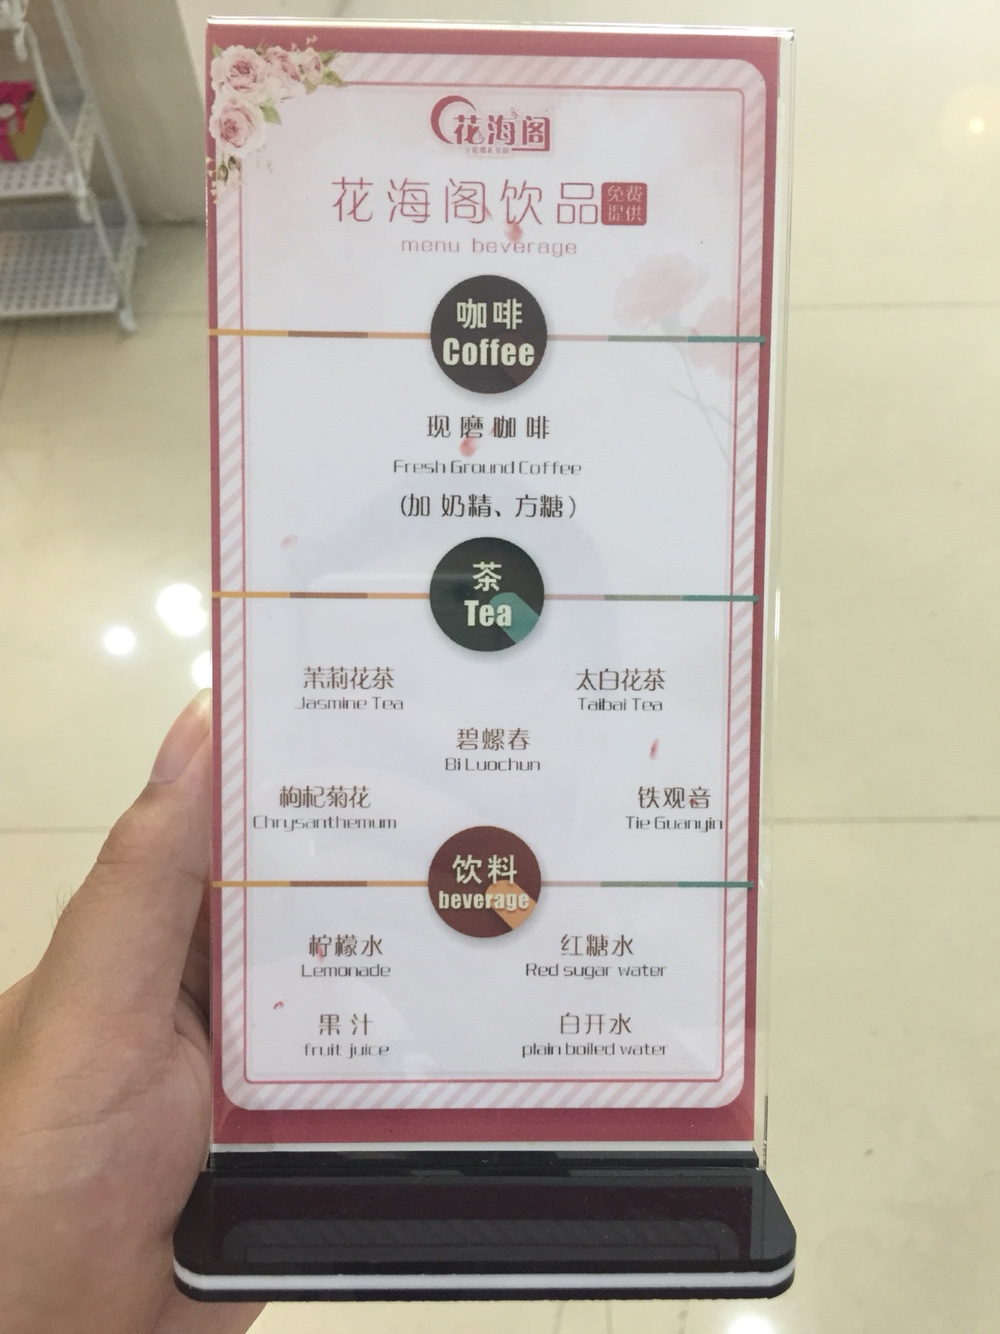 花海阁
花海阁饮品 免费提供
menu beverage
咖啡
Coffee
现磨咖啡
Fresh Ground Coffee
(加 奶精、方糖)
茶
Tea
茉莉花茶 太白花茶
Jasmine Tea Taibai Tea
碧螺春
Bi Luochun
枸杞菊花 铁观音
Chrysanthemum Tie Guanyin
饮料
beverage
柠檬水 红糖水
Lemonade Red sugar water
果汁 白开水
fruit juice plain boiled water